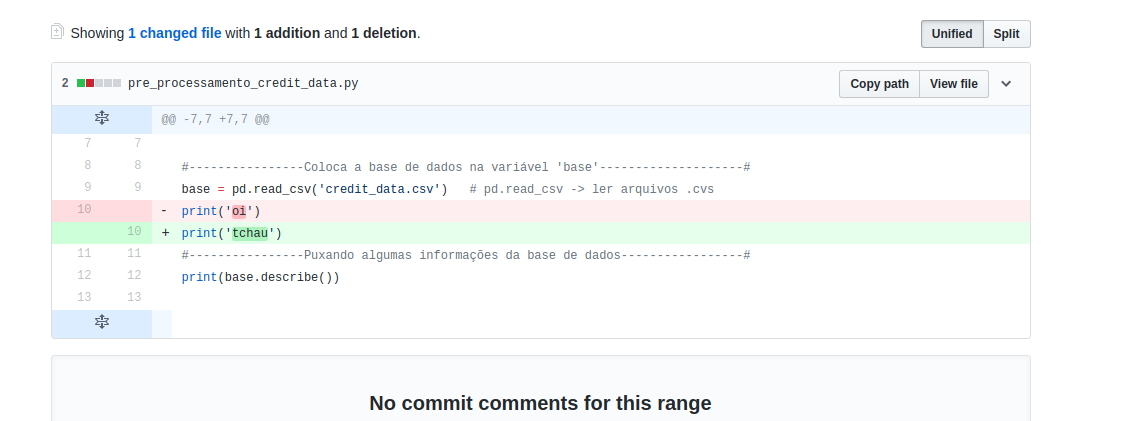 Showing 1 changed file with 1 addition and 1 deletion.
Unified Split
2 pre_processamento_credit_data.py Copy path View file
@@ -7,7 +7,7 @@
7 7
8 8 #----------------Coloca a base de dados na variável 'base'--------------------#
9 9 base = pd.read_csv('credit_data.csv')   # pd.read_csv -> ler arquivos .cvs
10 - print('oi')
10 + print('tchau')
11 11 #----------------Puxando algumas informações da base de dados-----------------#
12 12 print(base.describe())
13 13
No commit comments for this range